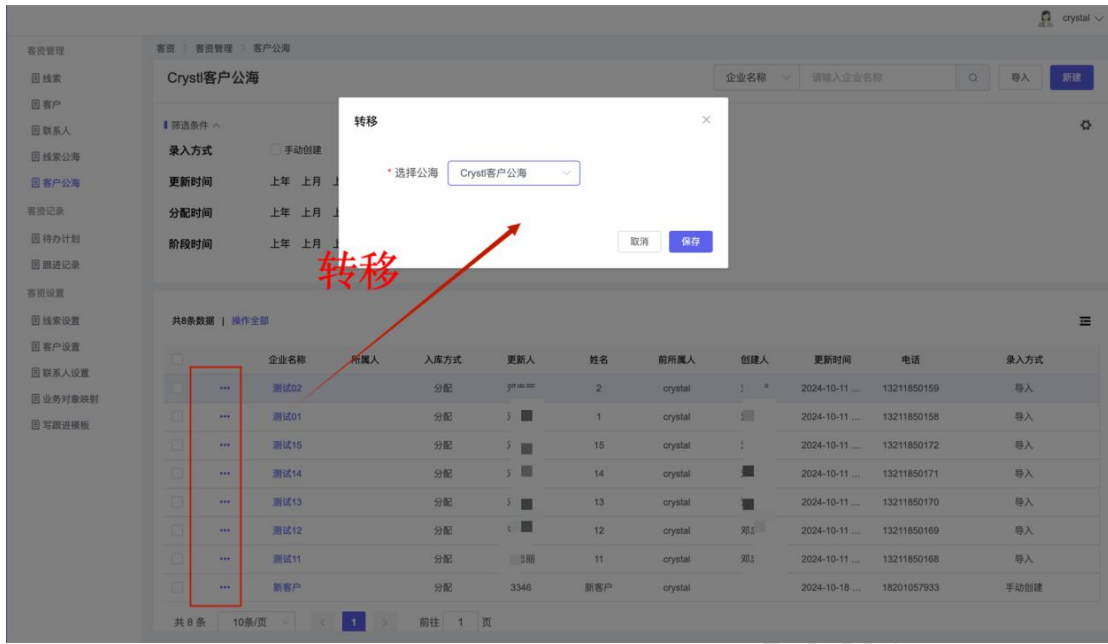 crystal
客资管理
线索
客户
联系人
线索公海
客户公海
客资记录
待办计划
跟进记录
客资设置
线索设置
客户设置
联系人设置
业务对象映射
写跟进模板
客资 客资管理 客户公海
Crystl客户公海 企业名称 请输入企业名称 导入 新建
筛选条件
录入方式 手动创建
更新时间 上年 上月
分配时间 上年 上月
阶段时间 上年 上月
转移
* 选择公海 Crystl客户公海
取消 保存
转移
共8条数据 | 操作全部
企业名称 所属人 入库方式 更新人 姓名 前所属人 创建人 更新时间 电话 录入方式
测试02 分配 2 crystal 2024-10-11 ... 13211850159 导入
测试01 分配 1 crystal 2024-10-11 ... 13211850158 导入
测试15 分配 15 crystal 2024-10-11 ... 13211850172 导入
测试14 分配 14 crystal 2024-10-11 ... 13211850171 导入
测试13 分配 13 crystal 2024-10-11 ... 13211850170 导入
测试12 分配 12 crystal 邓 2024-10-11 ... 13211850169 导入
测试11 分配 丽 11 crystal 邓 2024-10-11 ... 13211850168 导入
新客户 分配 3346 新客户 crystal 2024-10-18 ... 18201057933 手动创建
共 8 条 10条/页 1 前往 1 页